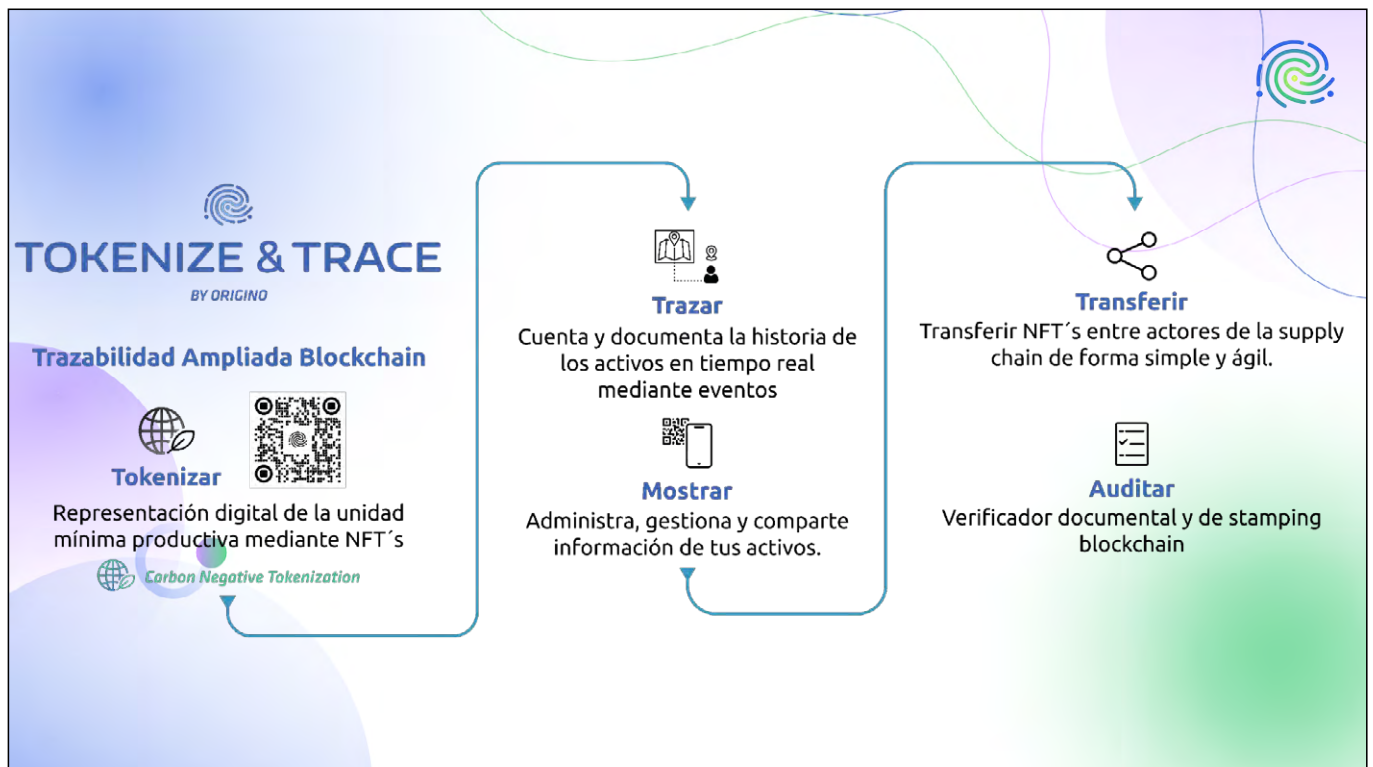 TOKENIZE & TRACE
BY ORIGINO
Trazabilidad Ampliada Blockchain
Tokenizar
Representación digital de la unidad
mínima productiva mediante NFT´s
Carbon Negative Tokenization
Trazar
Cuenta y documenta la historia de
los activos en tiempo real
mediante eventos
Mostrar
Administra, gestiona y comparte
información de tus activos.
Transferir
Transferir NFT´s entre actores de la supply
chain de forma simple y ágil.
Auditar
Verificador documental y de stamping
blockchain